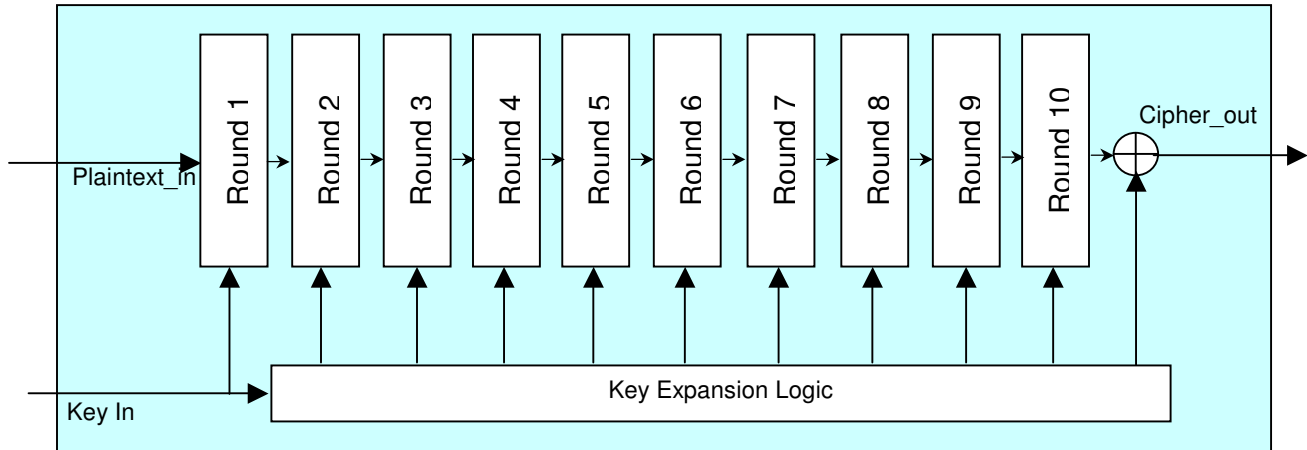 Round 1
Round 2
Round 3
Round 4
Round 5
Round 6
Round 7
Round 8
Round 9
Round 10
Cipher_out
Plaintext_in
Key Expansion Logic
Key In